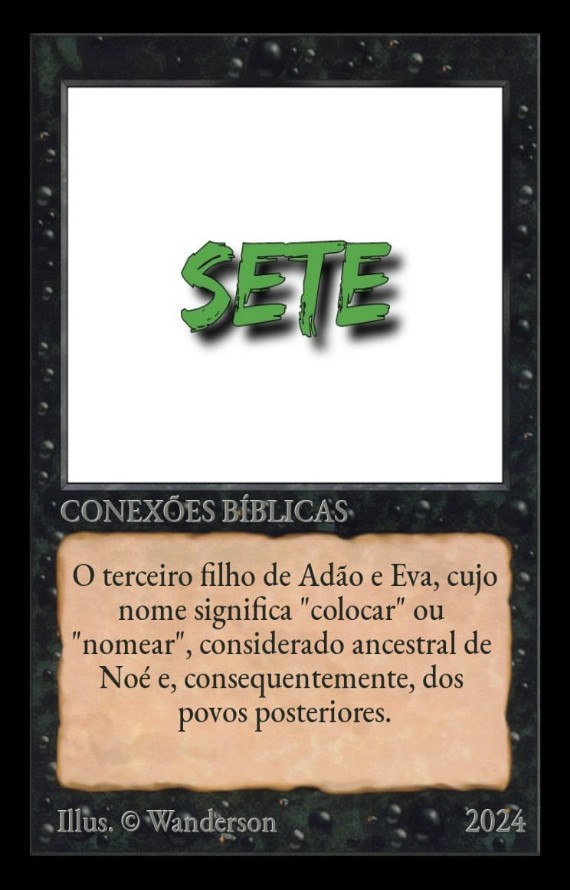 SETE
CONEXÕES BÍBLICAS
O terceiro filho de Adão e Eva, cujo
nome significa "colocar" ou
"nomear", considerado ancestral de
Noé e, consequentemente, dos
povos posteriores.
Illus. © Wanderson
2024